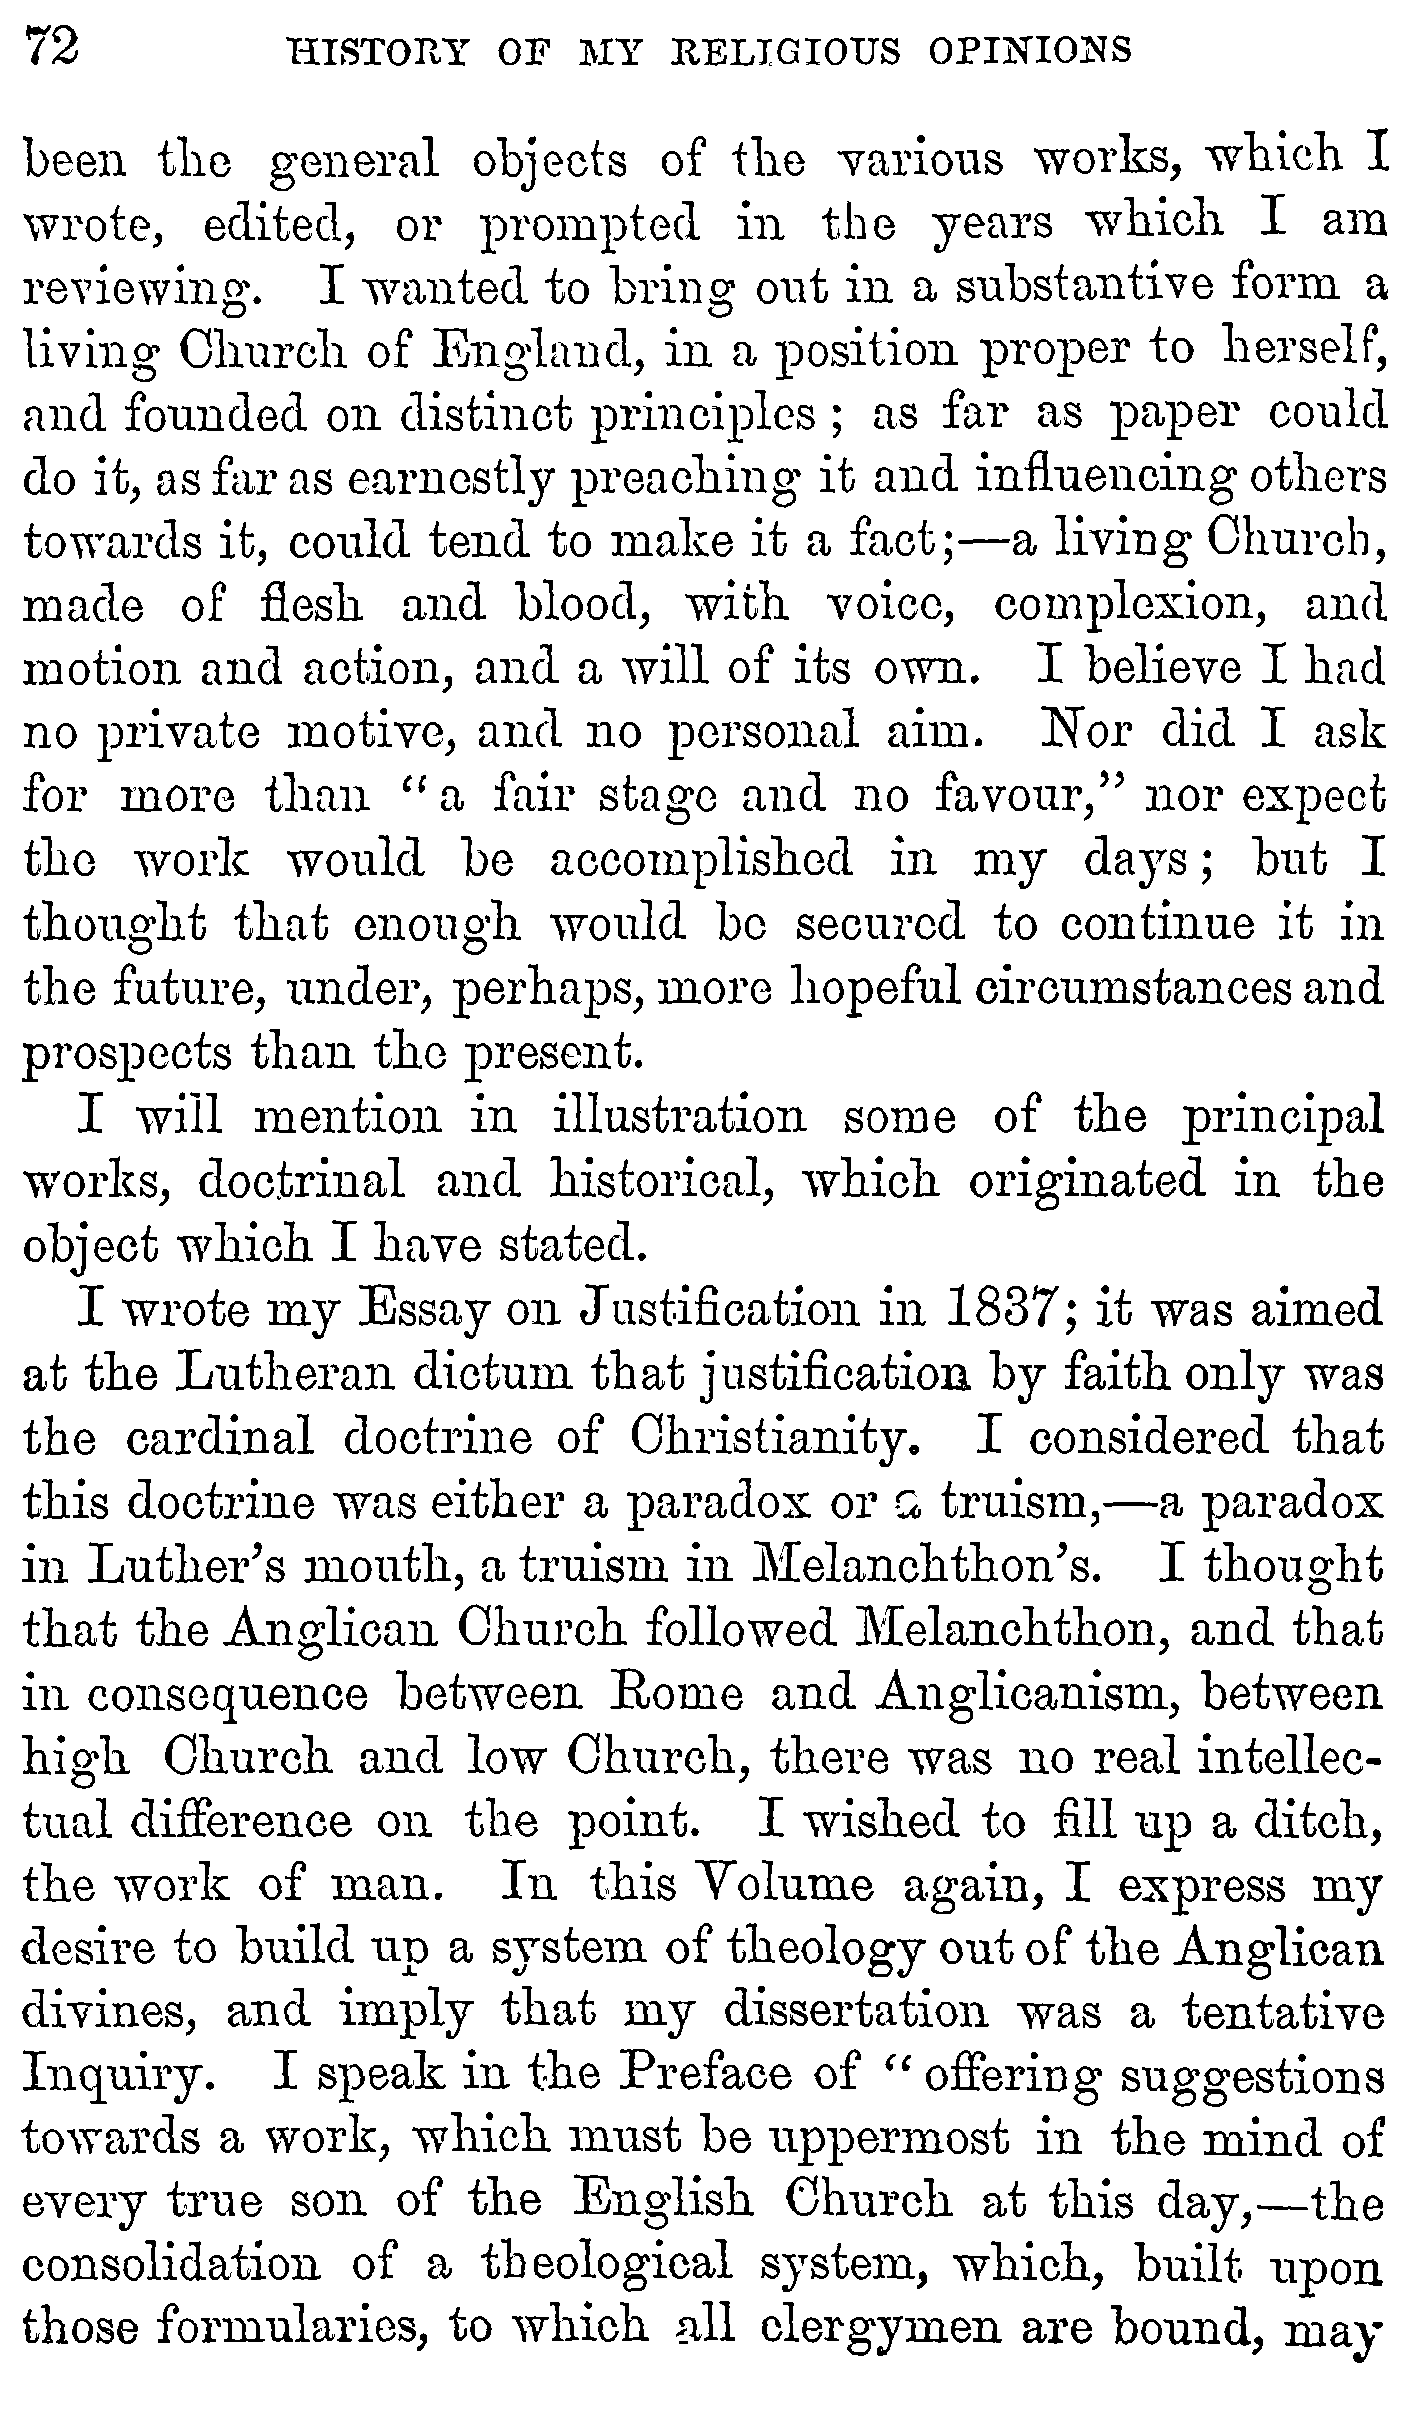 72 HISTORY OF MY RELIGIOUS OPINIONS
been the general objects of the various works, which I
wrote, edited, or prompted in the years which I am
reviewing. I wanted to bring out in a substantive form a
living Church of England, in a position proper to herself,
and founded on distinct principles ; as far as paper could
do it, as far as earnestly preaching it and influencing others
towards it, could tend to make it a fact;—a living Church,
made of flesh and blood, with voice, complexion, and
motion and action, and a will of its own. I believe I had
no private motive, and no personal aim. Nor did I ask
for more than “ a fair stage and no favour,” nor expect
the work would be accomplished in my days ; but I
thought that enough would be secured to continue it in
the future, under, perhaps, more hopeful circumstances and
prospects than the present.
I will mention in illustration some of the principal
works, doctrinal and historical, which originated in the
object which I have stated.
I wrote my Essay on Justification in 1837; it was aimed
at the Lutheran dictum that justification by faith only was
the cardinal doctrine of Christianity. I considered that
this doctrine was either a paradox or a truism,—a paradox
in Luther’s mouth, a truism in Melanchthon’s. I thought
that the Anglican Church followed Melanchthon, and that
in consequence between Rome and Anglicanism, between
high Church and low Church, there was no real intellec-
tual difference on the point. I wished to fill up a ditch,
the work of man. In this Volume again, I express my
desire to build up a system of theology out of the Anglican
divines, and imply that my dissertation was a tentative
Inquiry. I speak in the Preface of “ offering suggestions
towards a work, which must be uppermost in the mind of
every true son of the English Church at this day,—the
consolidation of a theological system, which, built upon
those formularies, to which all clergymen are bound, may